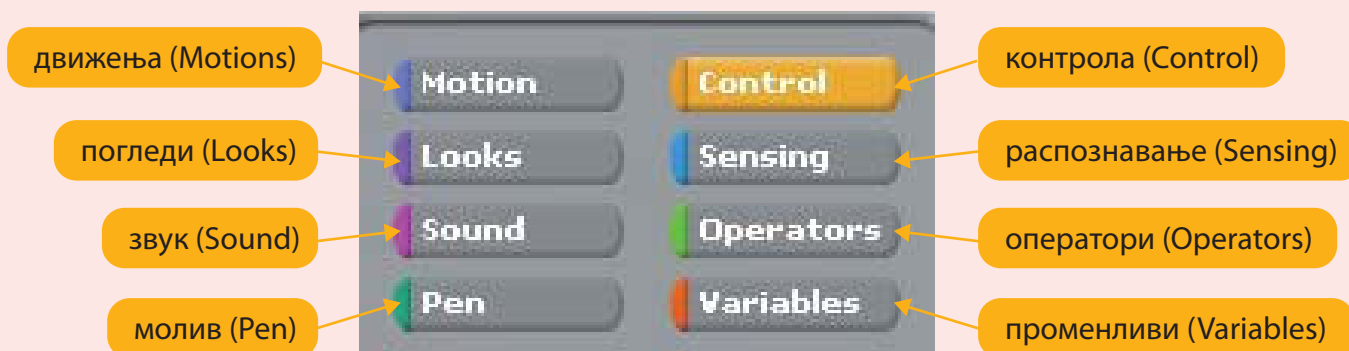 движења (Motions)
погледи (Looks)
звук (Sound)
молив (Pen)
Motion
Looks
Sound
Pen
Control
Sensing
Operators
Variables
контрола (Control)
распознавање (Sensing)
оператори (Operators)
променливи (Variables)